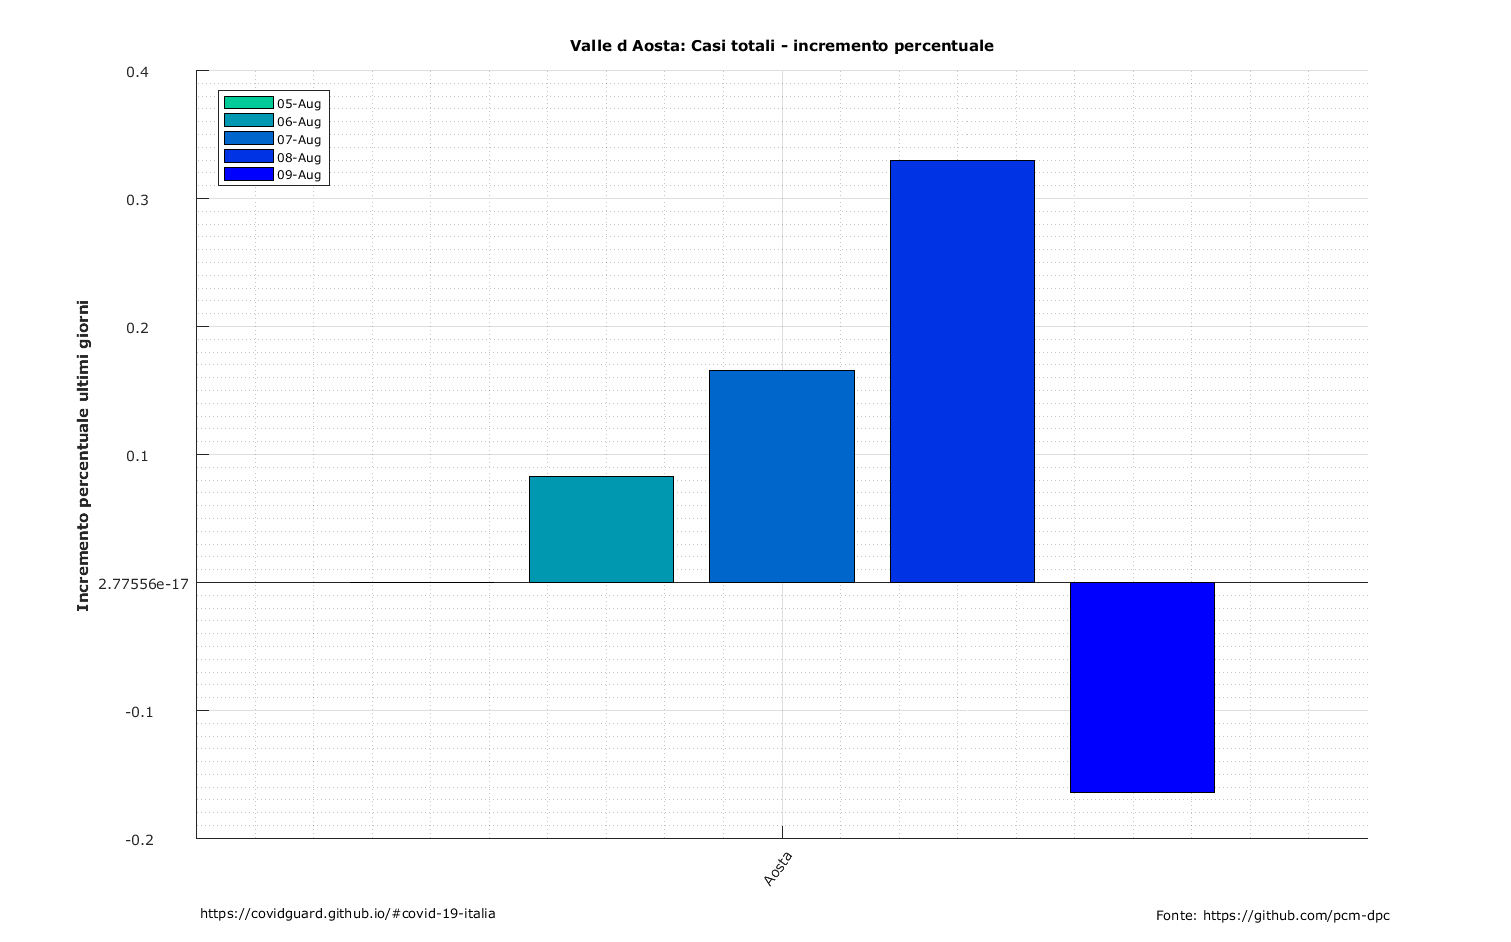 Valle d Aosta: Casi totali - incremento percentuale
0.4
05-Aug
06-Aug
07-Aug
08-Aug
09-Aug
0.3
0.2
0.1
2.77556e-17
-0.1
-0.2
Incremento percentuale ultimi giorni
Aosta
https://covidguard.github.io/#covid-19-italia
Fonte: https://github.com/pcm-dpc